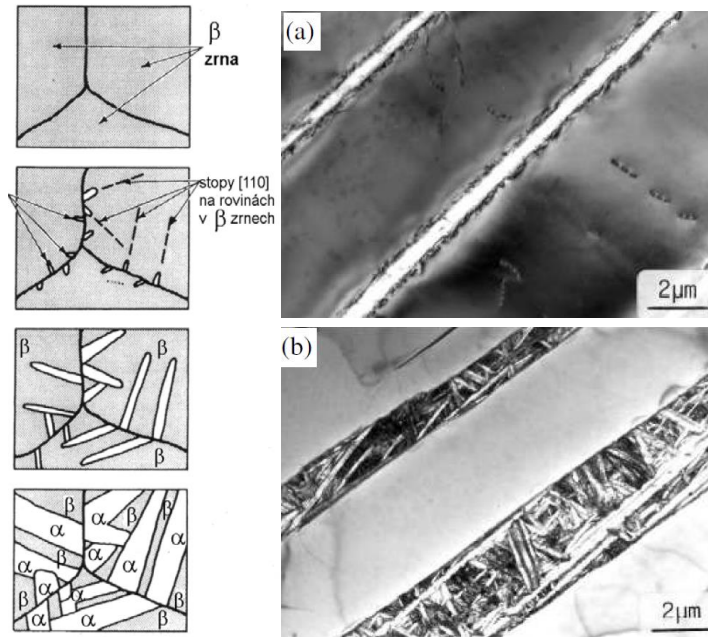 β
zrna
stopy [110]
na rovinách
v β zrnech
β
β
β
β
β
β
α
β
α
α
β
β
α
α
α
β
α
α
β
β
(a)
2µm
(b)
2µm